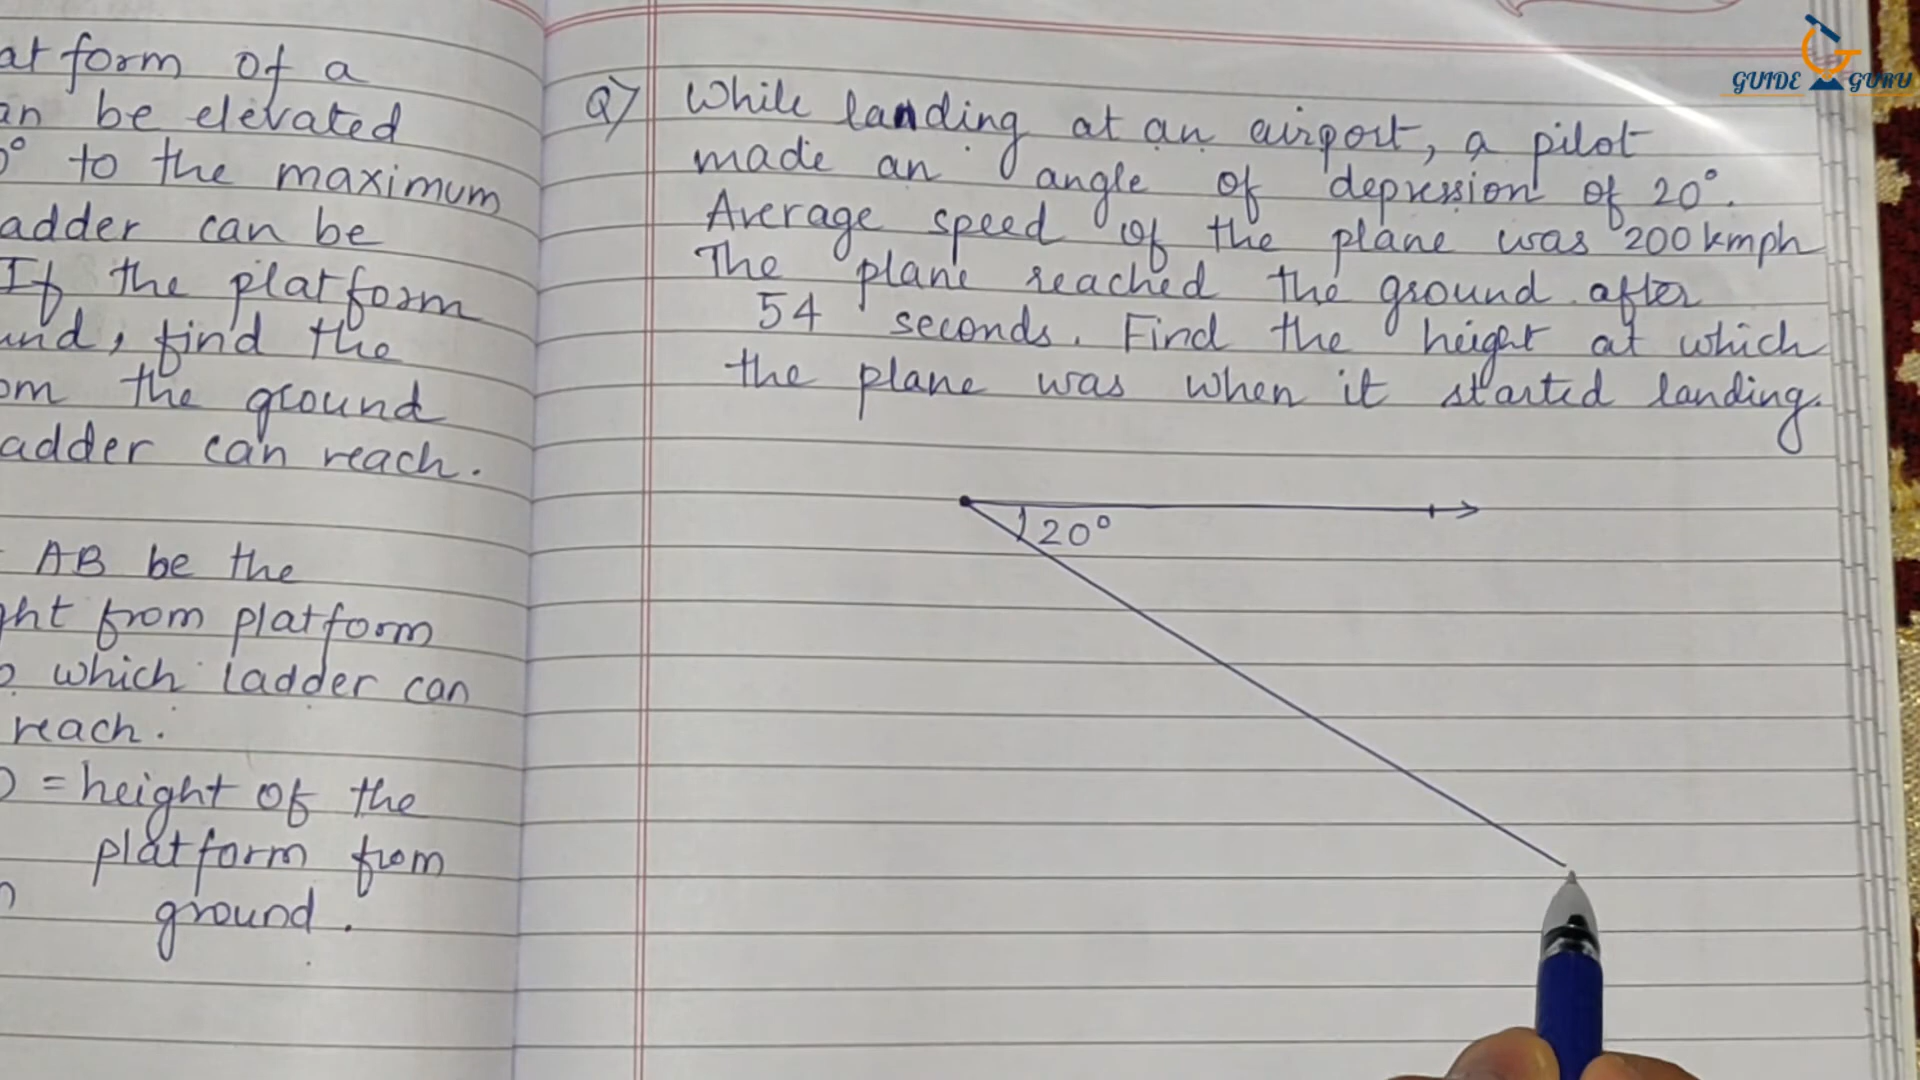 at form of a
an be elevated
0° to the maximum
adder can be
If the platform
und, find the
om the ground
adder can reach.
AB be the
ght from platform
o which ladder can
reach.
= height of the
platform from
ground.
Q) While landing at an airport, a pilot
made an angle of depression of 20°.
Average speed of the plane was 200 kmph
The plane reached the ground after
54 seconds. Find the height at which
the plane was when it started landing.
20°
GUIDE GURU